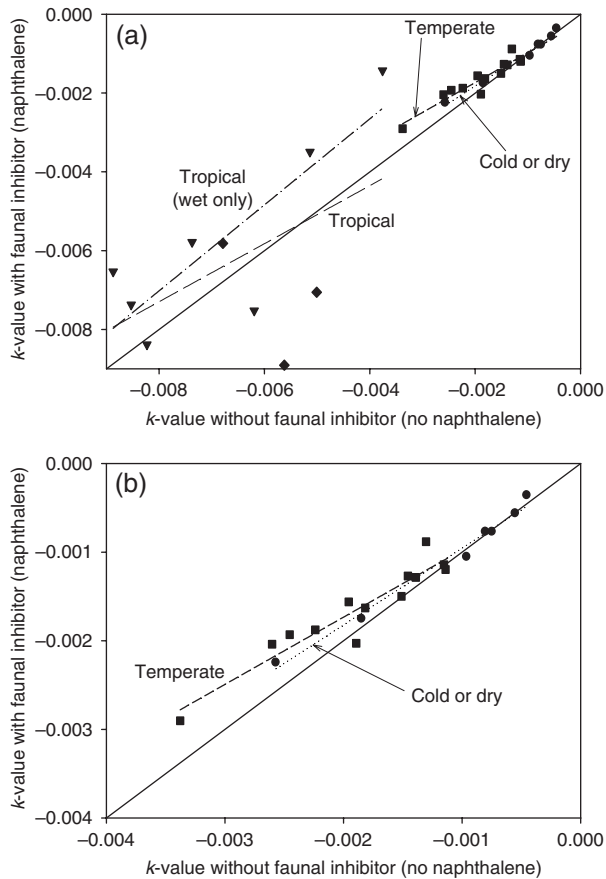 (a)
0.000
−0.002
−0.004
−0.006
−0.008
k-value with faunal inhibitor (naphthalene)
Temperate
Cold or dry
Tropical
(wet only)
Tropical
−0.008
−0.006
−0.004
−0.002
0.000
k-value without faunal inhibitor (no naphthalene)
(b)
0.000
−0.001
−0.002
−0.003
−0.004
k-value with faunal inhibitor (naphthalene)
Temperate
Cold or dry
−0.004
−0.003
−0.002
−0.001
0.000
k-value without faunal inhibitor (no naphthalene)